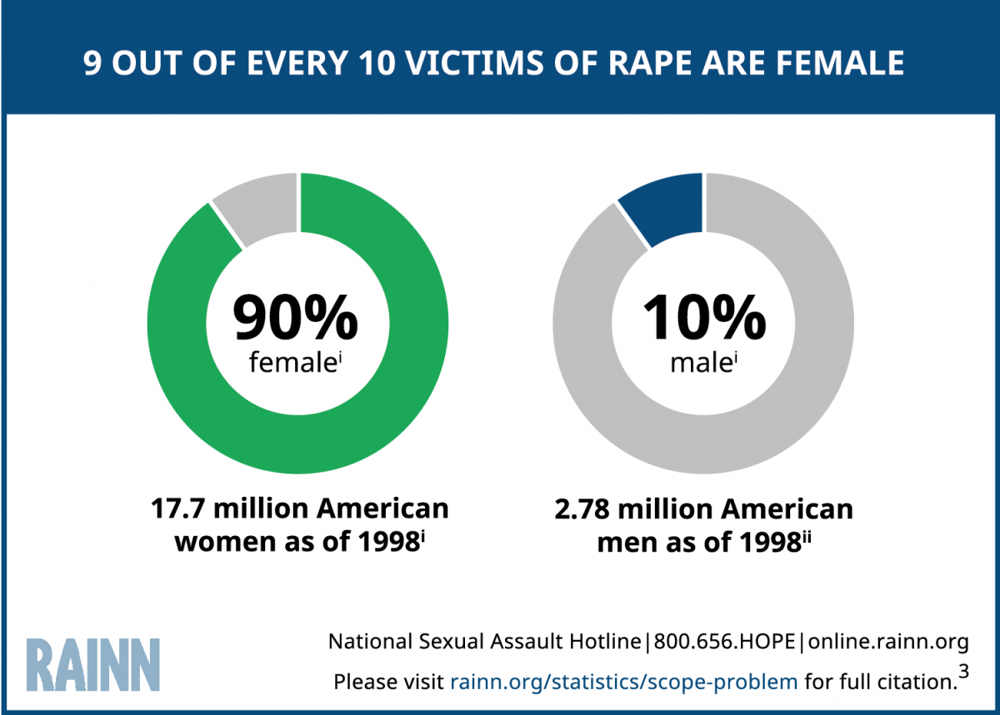 9 OUT OF EVERY 10 VICTIMS OF RAPE ARE FEMALE
90%
femaleⁱ
10%
maleⁱ
17.7 million American
women as of 1998ⁱ
2.78 million American
men as of 1998ⁱⁱ
RAINN
National Sexual Assault Hotline|800.656.HOPE|online.rainn.org
Please visit rainn.org/statistics/scope-problem for full citation.³